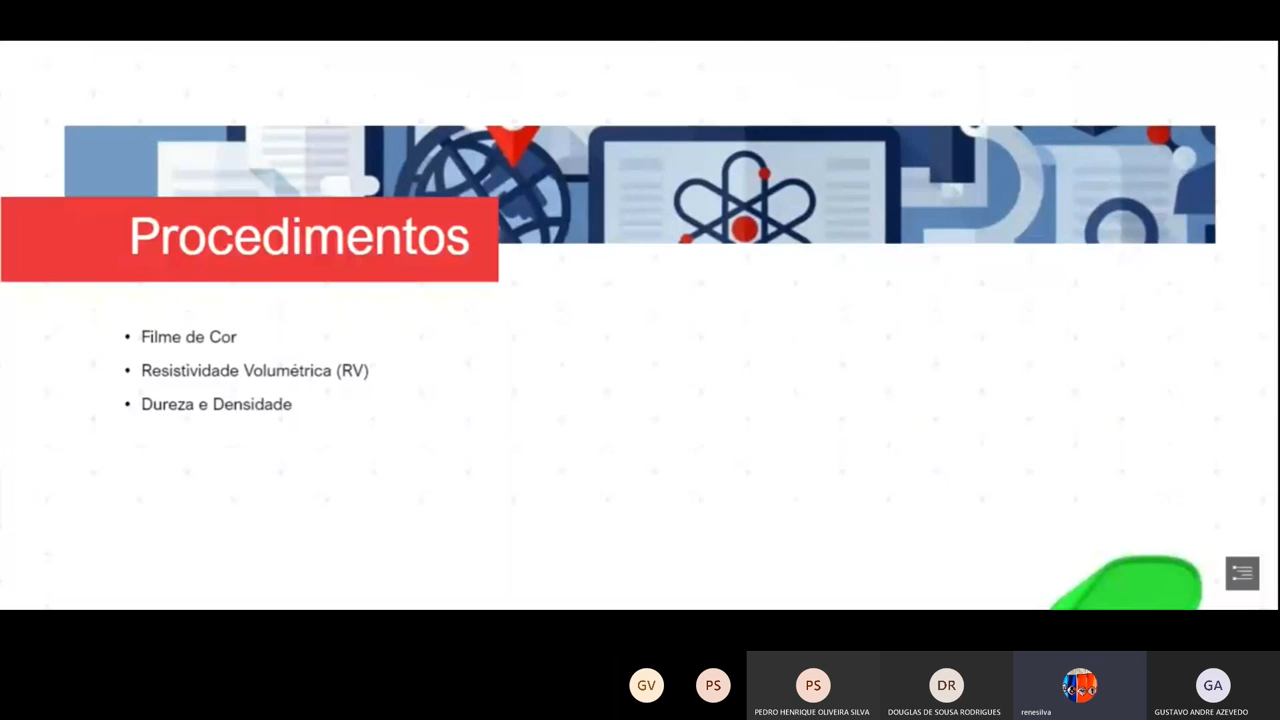 Procedimentos
• Filme de Cor
• Resistividade Volumétrica (RV)
• Dureza e Densidade
GV
PS
PS
DR
GA
PEDRO HENRIQUE OLIVEIRA SILVA
DOUGLAS DE SOUSA RODRIGUES
renesilva
GUSTAVO ANDRE AZEVEDO